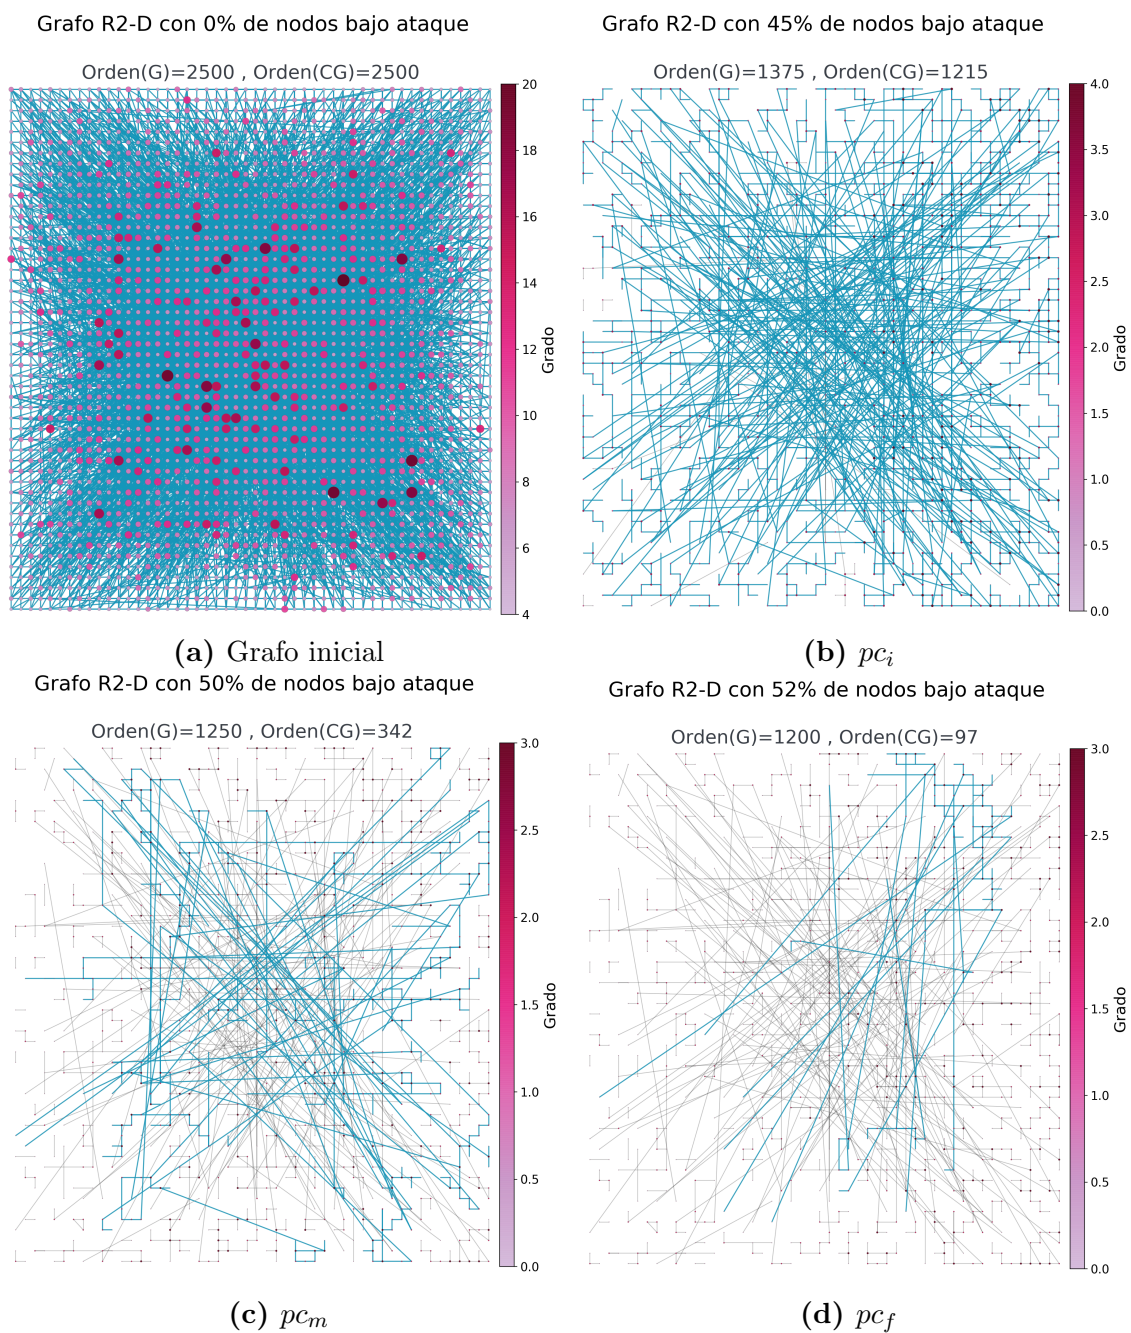 Grafo R2-D con 0% de nodos bajo ataque
Orden(G)=2500 , Orden(CG)=2500
20
18
16
14
12
10
8
6
4
Grado
(a) Grafo inicial
Grafo R2-D con 45% de nodos bajo ataque
Orden(G)=1375 , Orden(CG)=1215
4.0
3.5
3.0
2.5
2.0
1.5
1.0
0.5
0.0
Grado
(b) pc_i
Grafo R2-D con 50% de nodos bajo ataque
Orden(G)=1250 , Orden(CG)=342
3.0
2.5
2.0
1.5
1.0
0.5
0.0
Grado
(c) pc_m
Grafo R2-D con 52% de nodos bajo ataque
Orden(G)=1200 , Orden(CG)=97
3.0
2.5
2.0
1.5
1.0
0.5
0.0
Grado
(d) pc_f